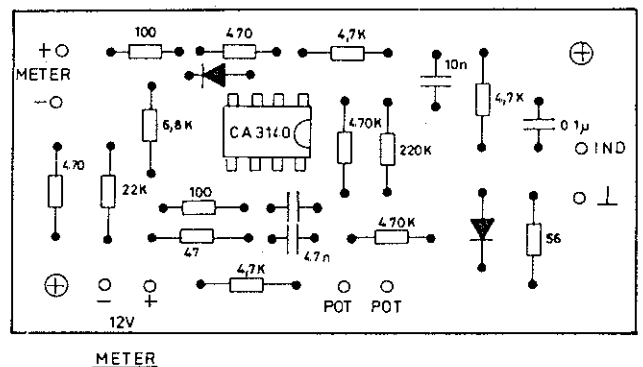 100
470
4,7K
+
METER
10n
-
6,8K
CA3140
4.70K
220K
4,7K
0.1µ
IND
4.70
22K
100
47
4.7n
4.70K
56
4,7K
-
+
POT
POT
12V
METER